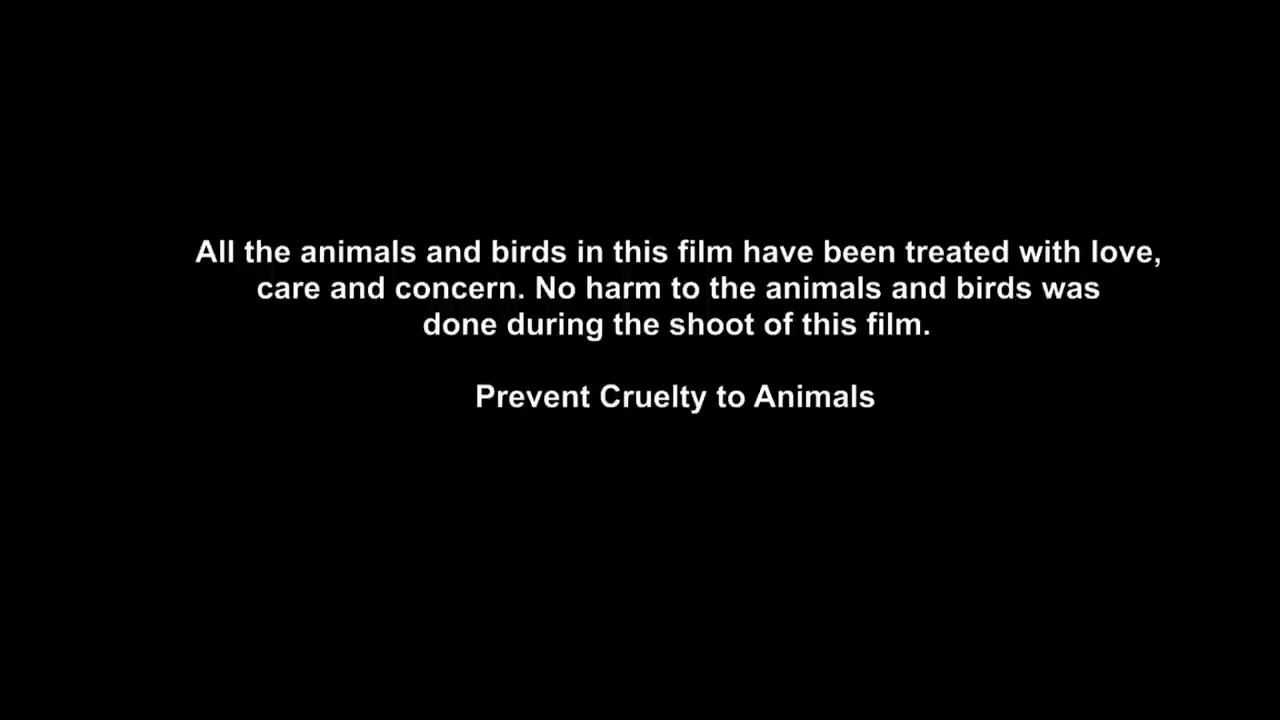 All the animals and birds in this film have been treated with love,
care and concern. No harm to the animals and birds was
done during the shoot of this film.
Prevent Cruelty to Animals